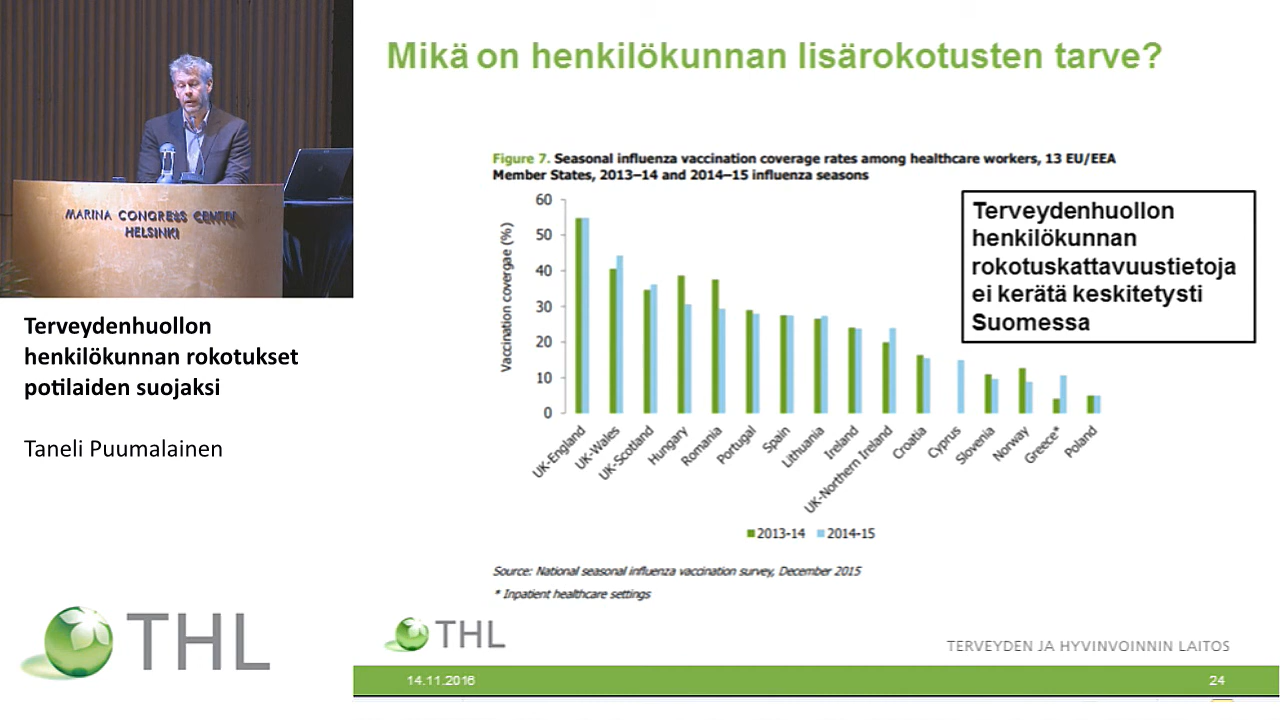 MARINA CONGRESS CENTER
HELSINKI
Terveydenhuollon
henkilökunnan rokotukset
potilaiden suojaksi
Taneli Puumalainen
THL
Mikä on henkilökunnan lisärokotusten tarve?
Figure 7. Seasonal influenza vaccination coverage rates among healthcare workers, 13 EU/EEA
Member States, 2013–14 and 2014–15 influenza seasons
Terveydenhuollon
henkilökunnan
rokotuskattavuustietoja
ei kerätä keskitetysti
Suomessa
Vaccination covergae (%)
60
50
40
30
20
10
0
UK-England
UK-Wales
UK-Scotland
Hungary
Romania
Portugal
Spain
Lithuania
Ireland
UK-Northern Ireland
Croatia
Cyprus
Slovenia
Norway
Greece*
Poland
2013-14 2014-15
Source: National seasonal influenza vaccination survey, December 2015
* Inpatient healthcare settings
THL
TERVEYDEN JA HYVINVOINNIN LAITOS
14.11.2016 24